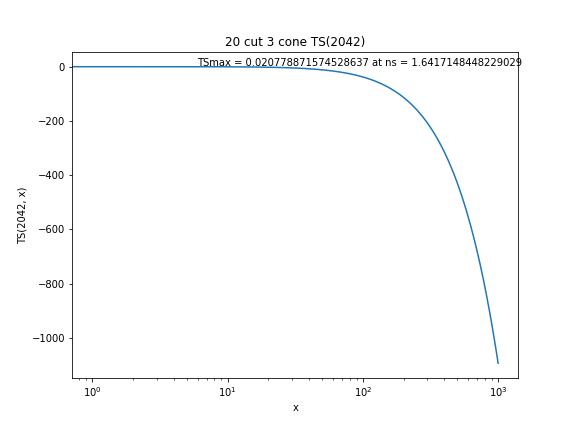 20 cut 3 cone TS(2042)
TSmax = 0.020778871574528637 at ns = 1.6417148448229029
0
−200
−400
−600
−800
−1000
TS(2042, x)
10⁰
10¹
10²
10³
x